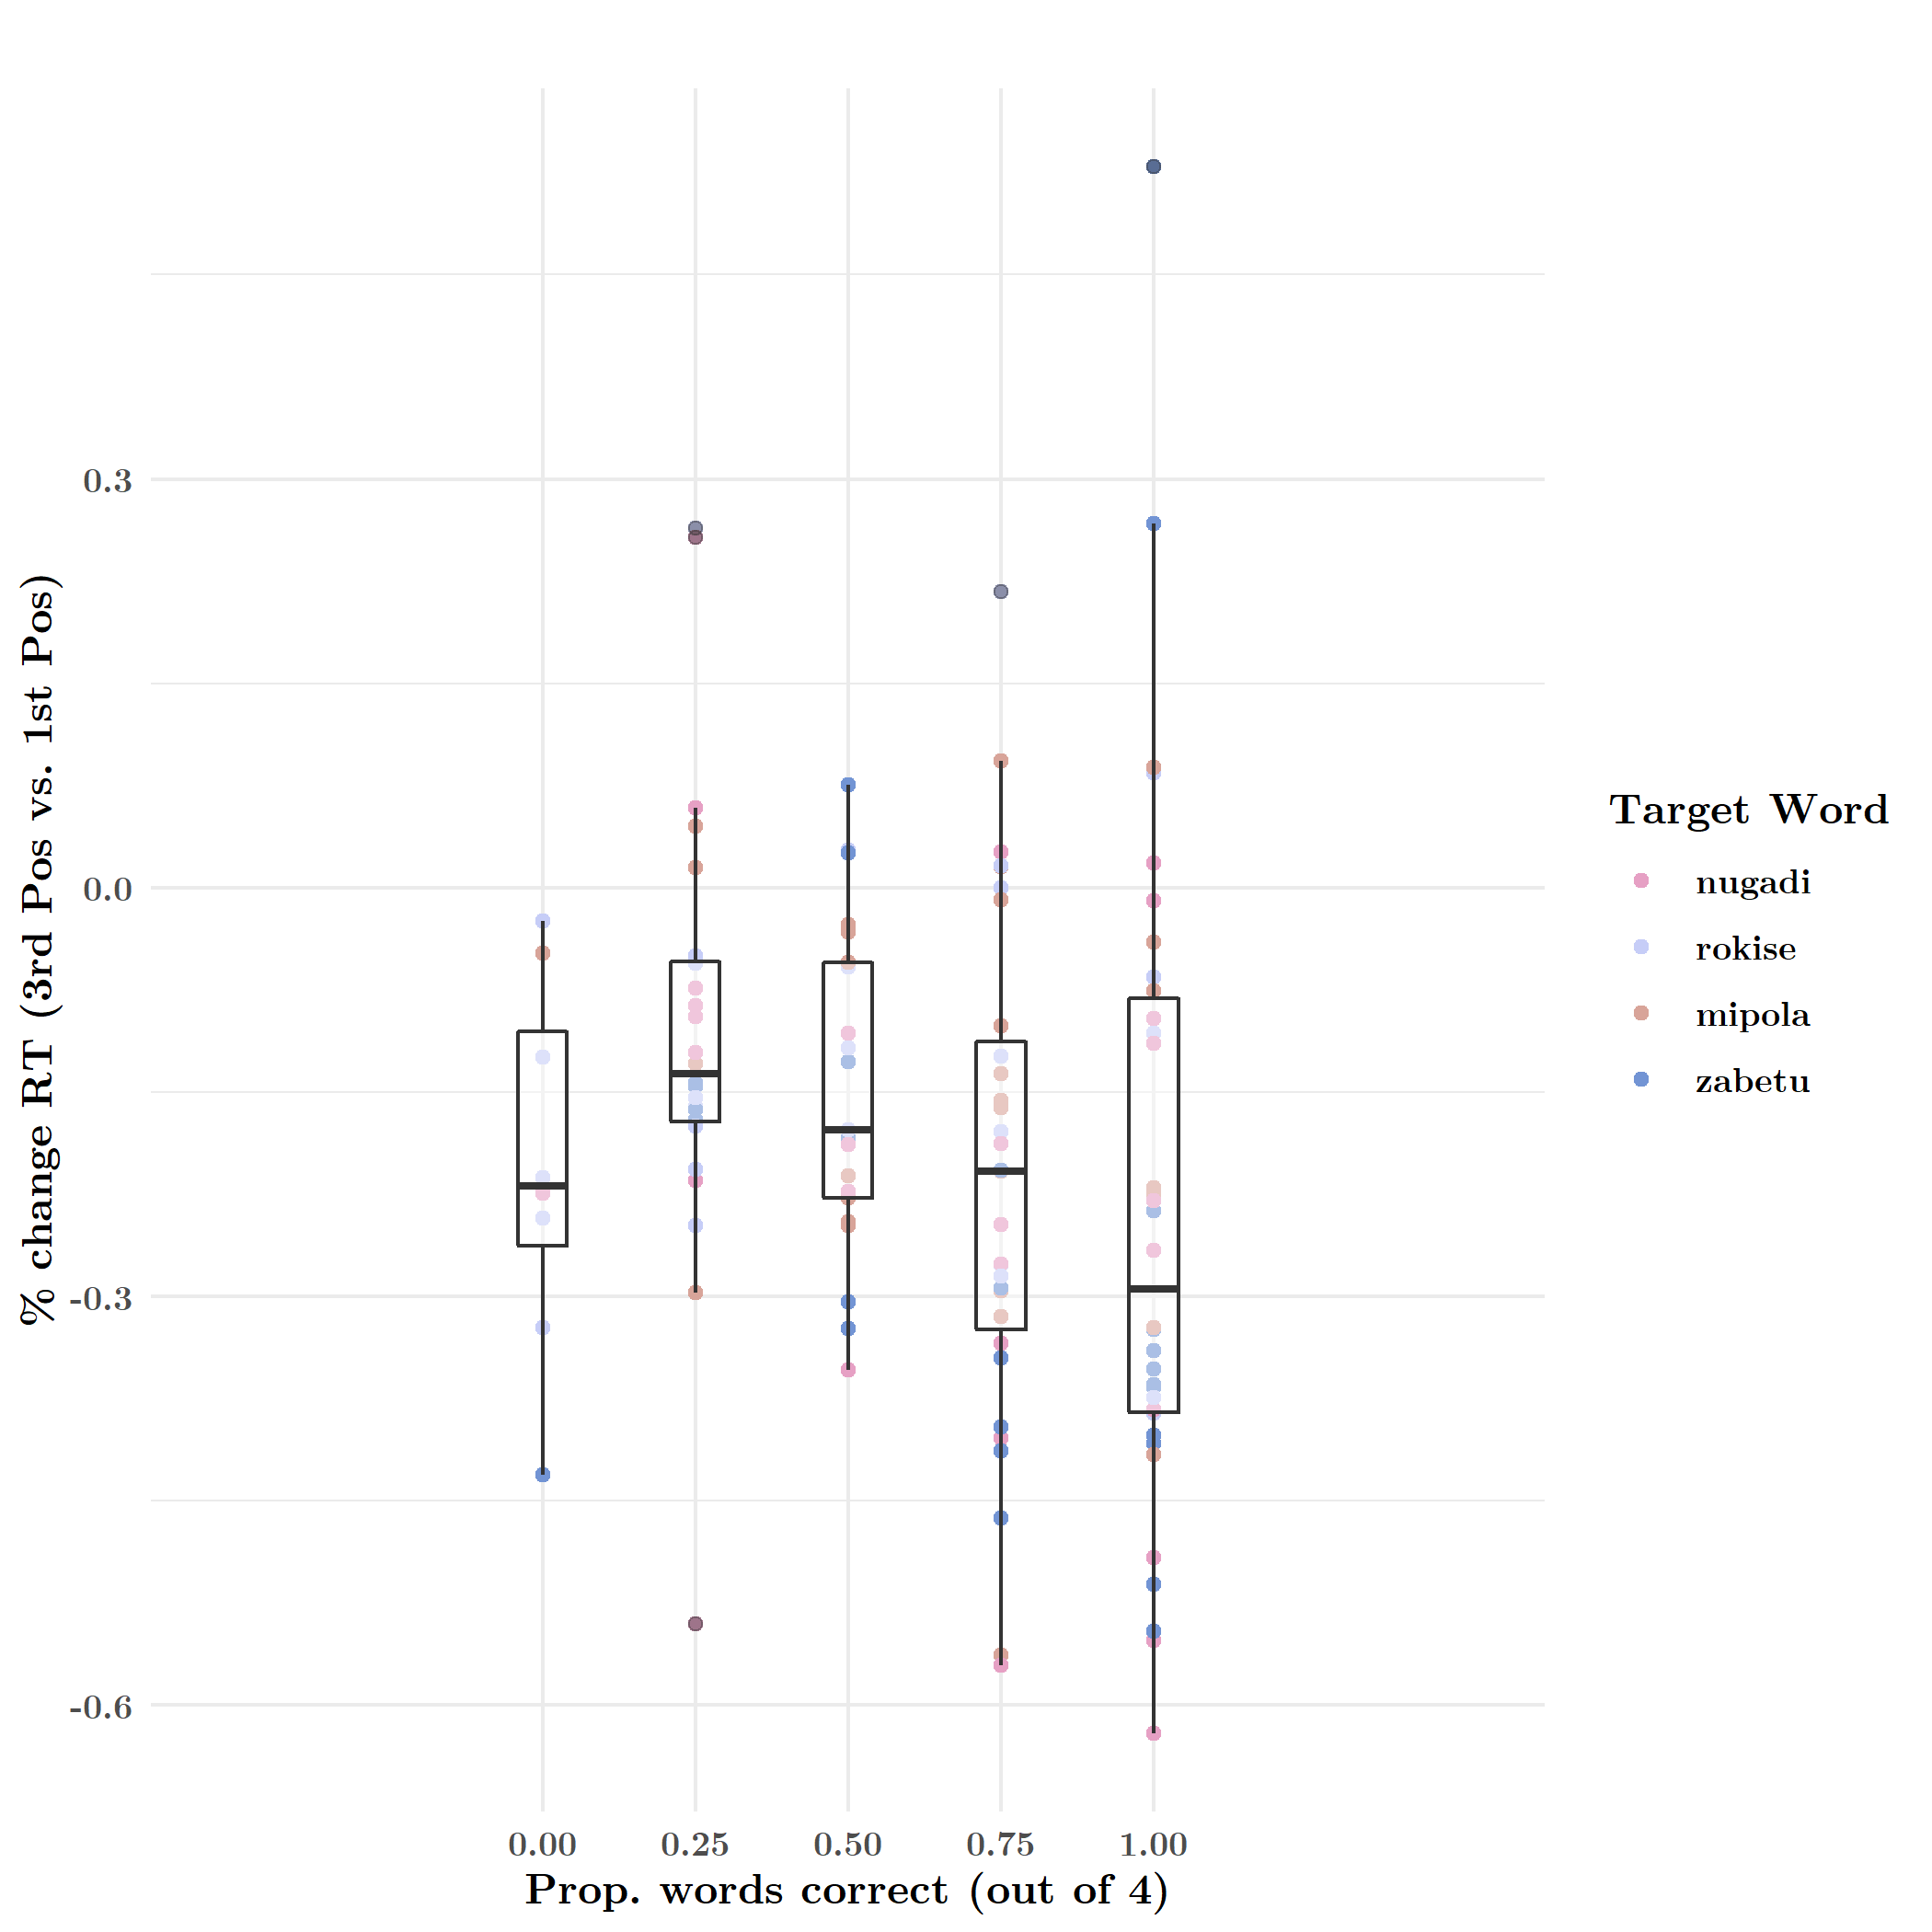 % change RT (3rd Pos vs. 1st Pos)
0.3
0.0
-0.3
-0.6
0.00 0.25 0.50 0.75 1.00
Prop. words correct (out of 4)
Target Word
nugadi
rokise
mipola
zabetu